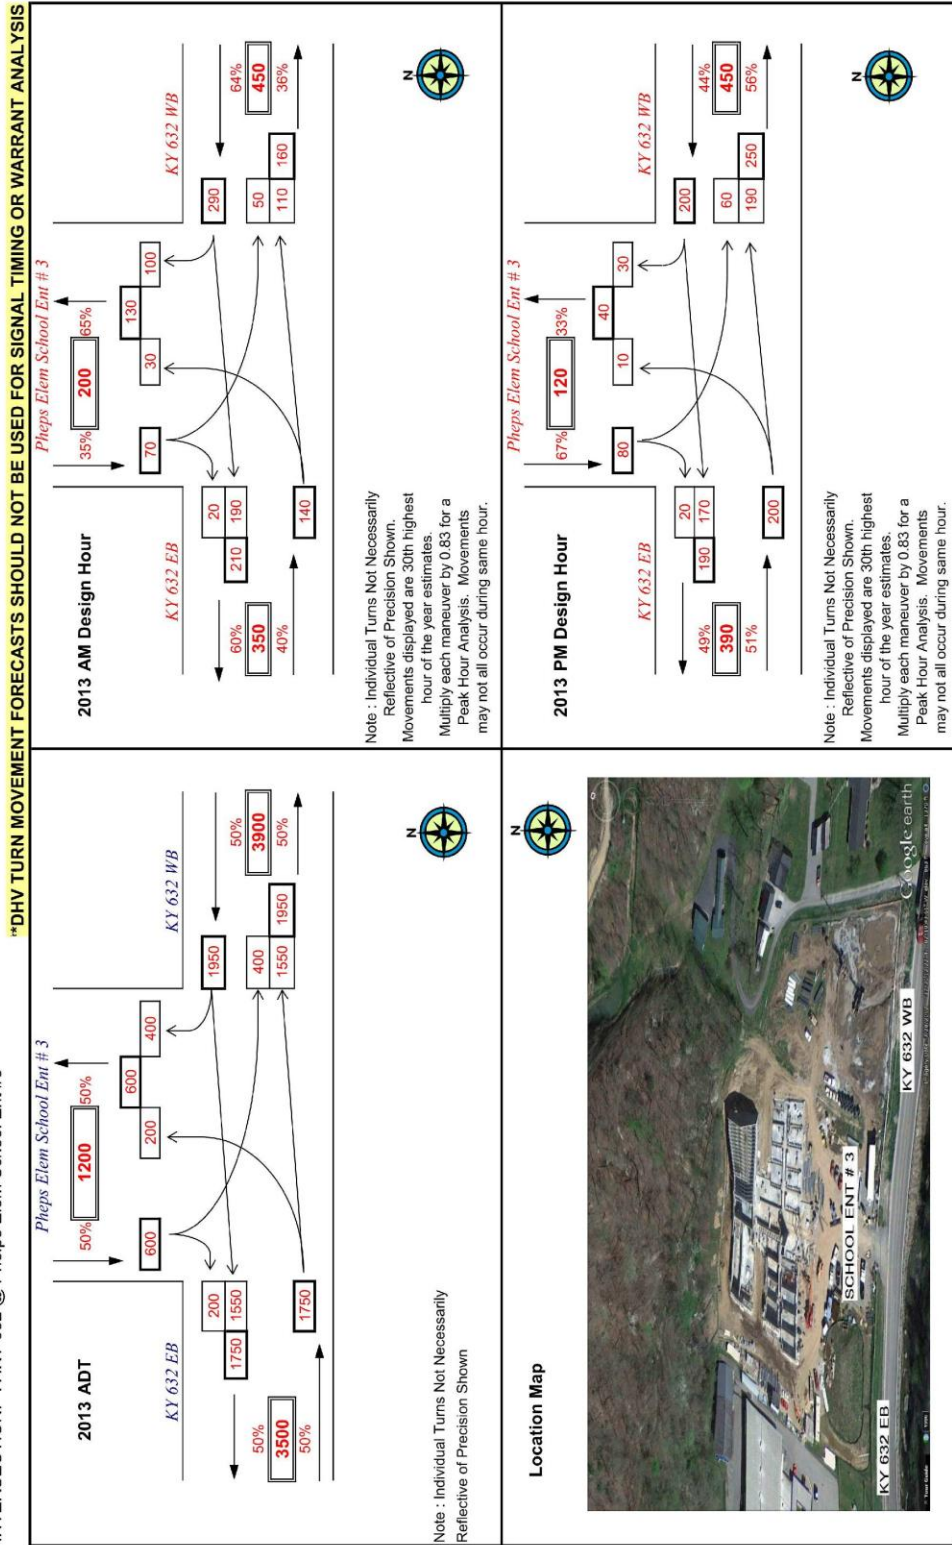 **DHV TURN MOVEMENT FORECASTS SHOULD NOT BE USED FOR SIGNAL TIMING OR WARRANT ANALYSIS
2013 ADT
Pheps Elem School Ent # 3
50%
1200
50%
600
600
200
400
KY 632 EB
KY 632 WB
200
1550
1750
50%
3500
50%
1750
1950
50%
3900
50%
400
1550
1950
Note : Individual Turns Not Necessarily
Reflective of Precision Shown
N
2013 AM Design Hour
Pheps Elem School Ent # 3
35%
200
65%
70
130
30
100
KY 632 EB
KY 632 WB
20
190
210
60%
350
40%
140
290
64%
450
36%
50
110
160
Note : Individual Turns Not Necessarily
Reflective of Precision Shown.
Movements displayed are 30th highest
hour of the year estimates.
Multiply each maneuver by 0.83 for a
Peak Hour Analysis. Movements
may not all occur during same hour.
N
Location Map
N
SCHOOL ENT # 3
KY 632 EB
KY 632 WB
Google earth
2013 PM Design Hour
Pheps Elem School Ent # 3
67%
120
33%
80
40
10
30
KY 632 EB
KY 632 WB
20
170
190
49%
390
51%
200
200
44%
450
56%
60
190
250
Note : Individual Turns Not Necessarily
Reflective of Precision Shown.
Movements displayed are 30th highest
hour of the year estimates.
Multiply each maneuver by 0.83 for a
Peak Hour Analysis. Movements
may not all occur during same hour.
N